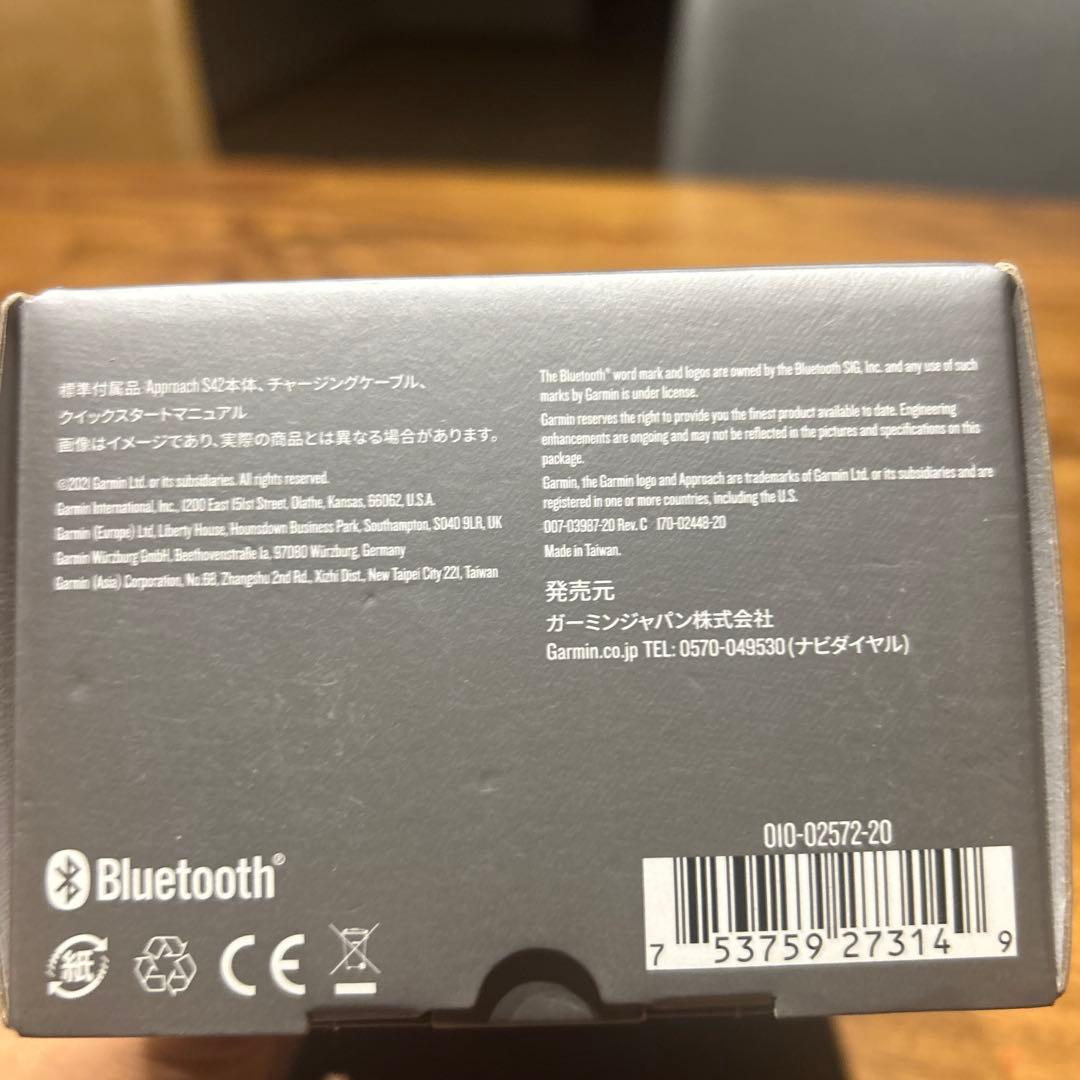 標準付属品 Approach S42本体、チャージングケーブル、
クイックスタートマニュアル
画像はイメージであり、実際の商品とは異なる場合があります。
©2021 Garmin Ltd. or its subsidiaries. All rights reserved.
Garmin International, Inc., 1200 East 151st Street, Olathe, Kansas, 66062, U.S.A.
Garmin (Europe) Ltd, Liberty House, Hounsdown Business Park, Southampton, SO40 9LR, UK
Garmin Würzburg GmbH, Beethovenstraße 1a, 97080 Würzburg, Germany
Garmin (Asia) Corporation, No.68, Zhangshu 2nd Rd., Xizhi Dist., New Taipei City 221, Taiwan
The Bluetooth® word mark and logos are owned by the Bluetooth SIG, Inc. and any use of such
marks by Garmin is under license.
Garmin reserves the right to provide you the finest product available to date. Engineering
enhancements are ongoing and may not be reflected in the pictures and specifications on this
package.
Garmin, the Garmin logo and Approach are trademarks of Garmin Ltd. or its subsidiaries and are
registered in one or more countries, including the U.S.
007-03987-20 Rev. C 170-02448-20
Made in Taiwan.
発売元
ガーミンジャパン株式会社
Garmin.co.jp TEL: 0570-049530 (ナビダイヤル)
Bluetooth®
紙
CE
010-02572-20
7 53759 27314 9